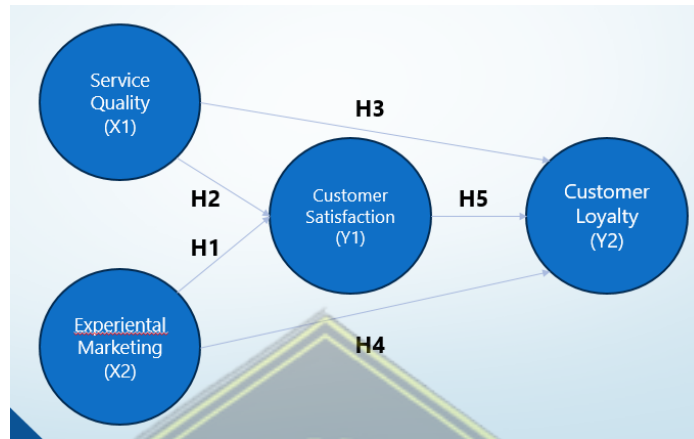 Service
Quality
(X1)
H3
H2
Customer
Satisfaction
(Y1)
H5
Customer
Loyalty
(Y2)
H1
Experiental
Marketing
(X2)
H4